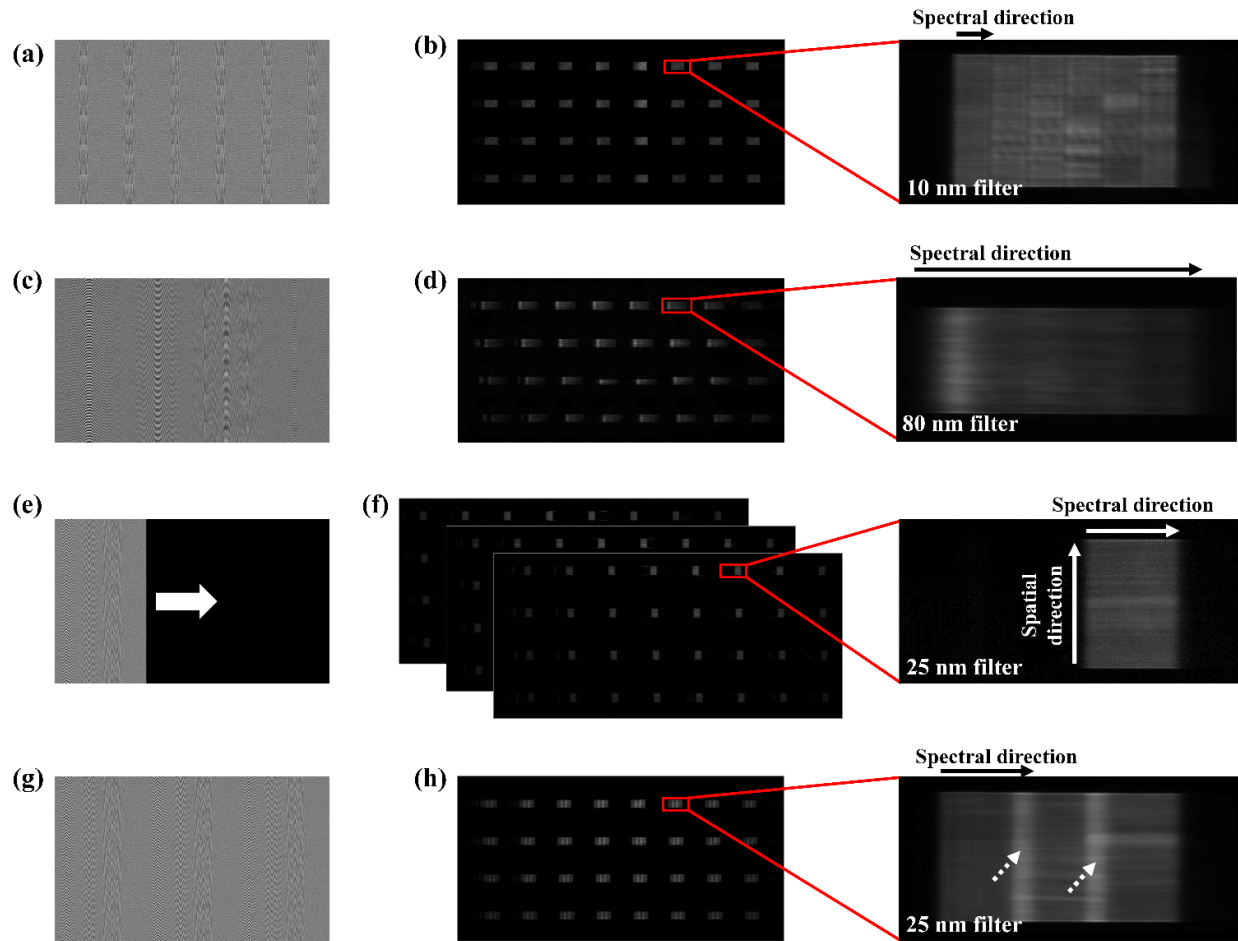 (a)
(b)
Spectral direction
10 nm filter
(c)
(d)
Spectral direction
80 nm filter
(e)
(f)
Spectral direction
Spatial
direction
25 nm filter
(g)
(h)
Spectral direction
25 nm filter